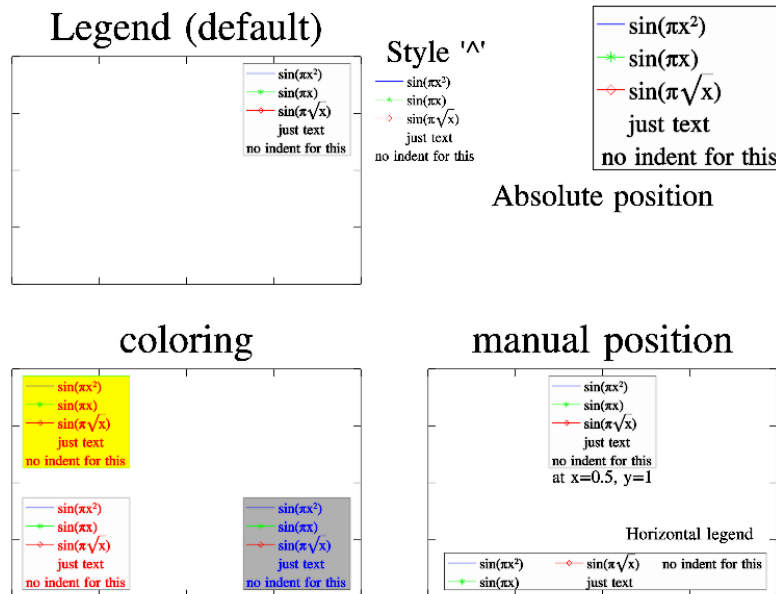 Legend (default)
sin(πx²)
sin(πx)
sin(π√x)
just text
no indent for this
Style '^'
sin(πx²)
sin(πx)
sin(π√x)
just text
no indent for this
sin(πx²)
sin(πx)
sin(π√x)
just text
no indent for this
Absolute position
coloring
sin(πx²)
sin(πx)
sin(π√x)
just text
no indent for this
sin(πx²)
sin(πx)
sin(π√x)
just text
no indent for this
sin(πx²)
sin(πx)
sin(π√x)
just text
no indent for this
manual position
sin(πx²)
sin(πx)
sin(π√x)
just text
no indent for this
at x=0.5, y=1
Horizontal legend
sin(πx²) sin(π√x) no indent for this
sin(πx) just text